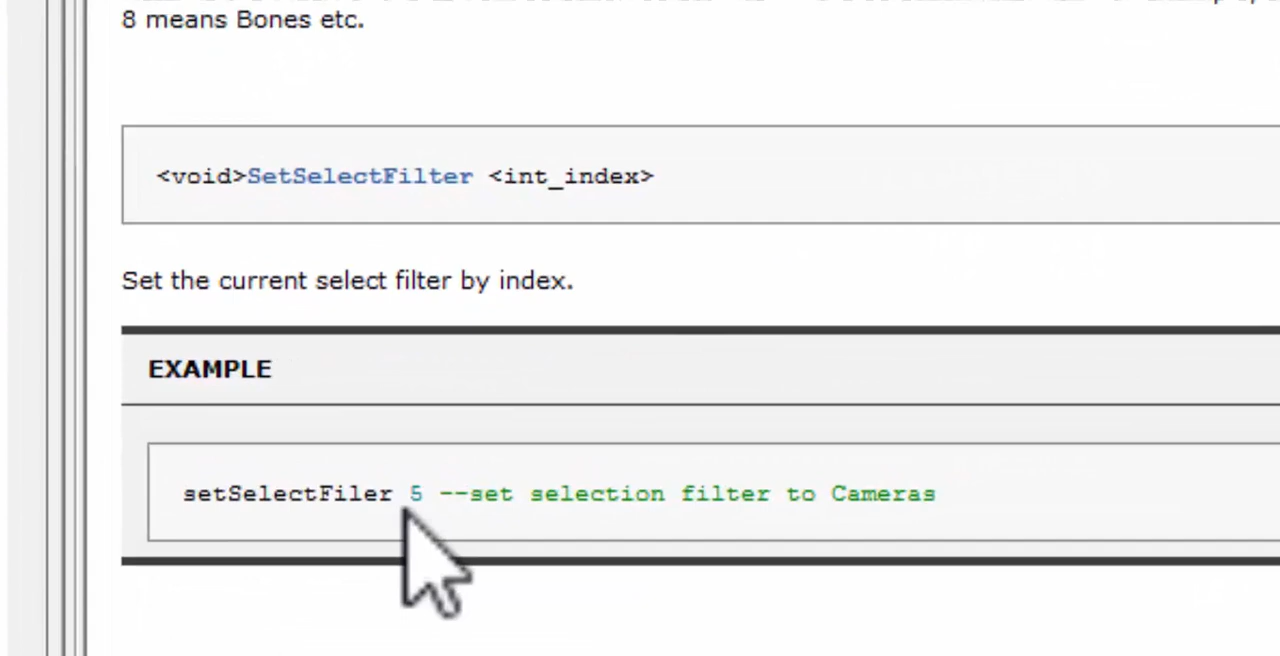 8 means Bones etc.
<void>SetSelectFilter <int_index>
Set the current select filter by index.
EXAMPLE
setSelectFiler 5 --set selection filter to Cameras